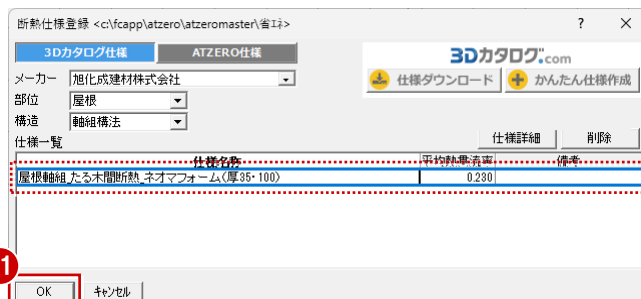 断熱仕様登録 <c:\fcapp\atzero\atzeromaster\省ｴﾈ> ? ×
3Dカタログ仕様 ATZERO仕様 3Dカタログ.com
メーカー 旭化成建材株式会社 仕様ダウンロード かんたん仕様作成
部位 屋根
構造 軸組構法
仕様一覧 仕様詳細 削除
仕様名称 平均熱貫流率 備考
屋根軸組_たる木間断熱_ネオマフォーム(厚35・100) 0.230
1
OK ｷｬﾝｾﾙ